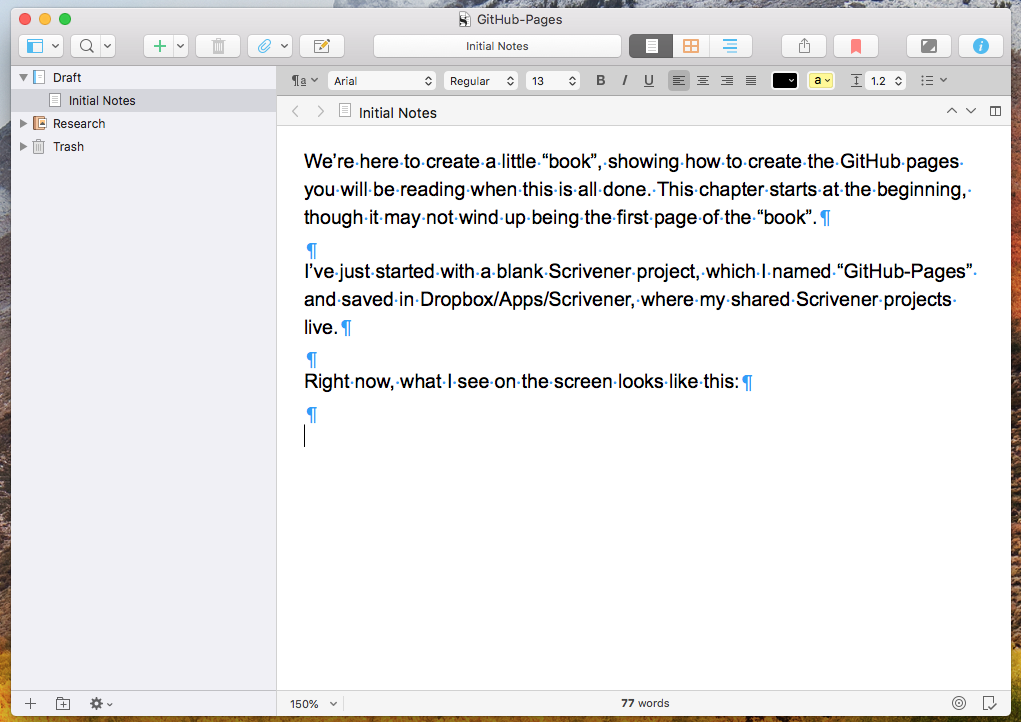 GitHub-Pages
Initial Notes
Draft
Initial Notes
Research
Trash
¶a Arial Regular 13 B I U a 1.2
Initial Notes
We’re here to create a little “book”, showing how to create the GitHub pages
you will be reading when this is all done. This chapter starts at the beginning,
though it may not wind up being the first page of the “book”.¶
¶
I’ve just started with a blank Scrivener project, which I named “GitHub-Pages”
and saved in Dropbox/Apps/Scrivener, where my shared Scrivener projects
live.¶
¶
Right now, what I see on the screen looks like this:¶
¶
150% 77 words